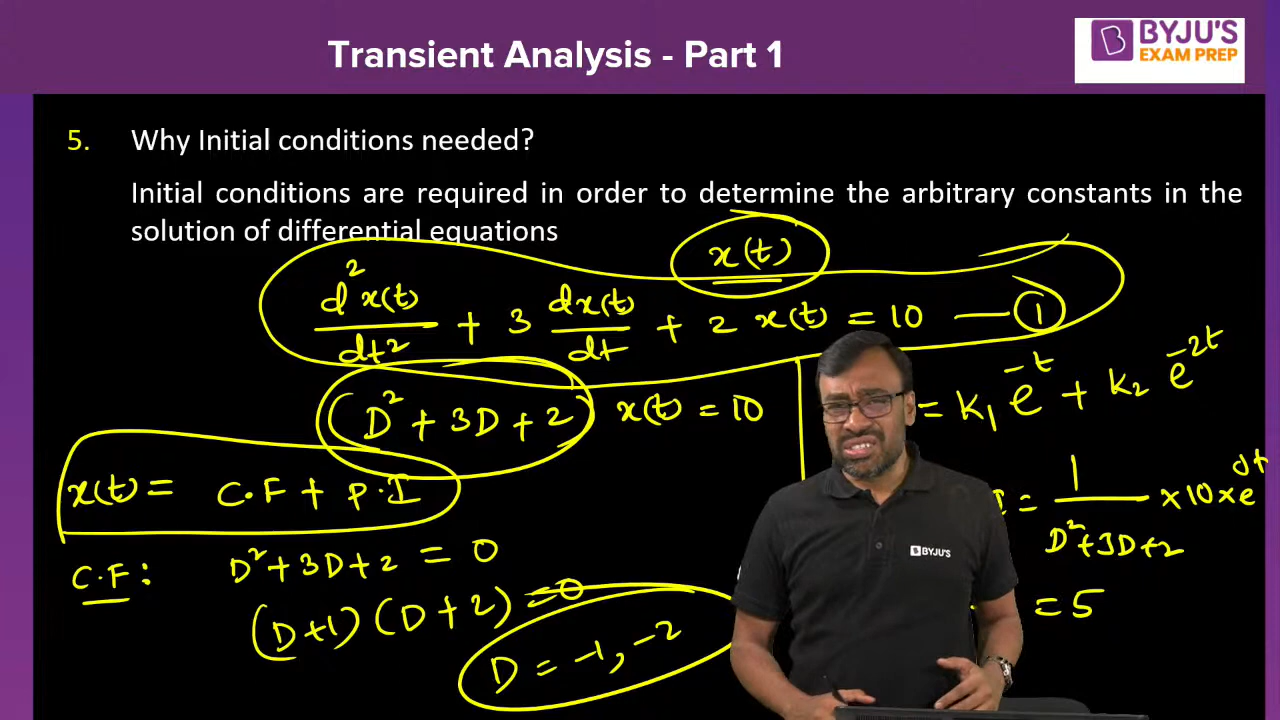 Transient Analysis - Part 1
BYJU'S
EXAM PREP
5. Why Initial conditions needed?
Initial conditions are required in order to determine the arbitrary constants in the
solution of differential equations
x(t)
d²x(t)/dt² + 3 dx(t)/dt + 2 x(t) = 10 — ①
(D² + 3D + 2) x(t) = 10
= K₁ e⁻ᵗ + K₂ e⁻²ᵗ
x(t) = C.F + P.I
= 1/(D²+3D+2) × 10 × e^0t
C.F : D² + 3D + 2 = 0
(D+1) (D+2) = 0
= 5
D = -1, -2
BYJU'S